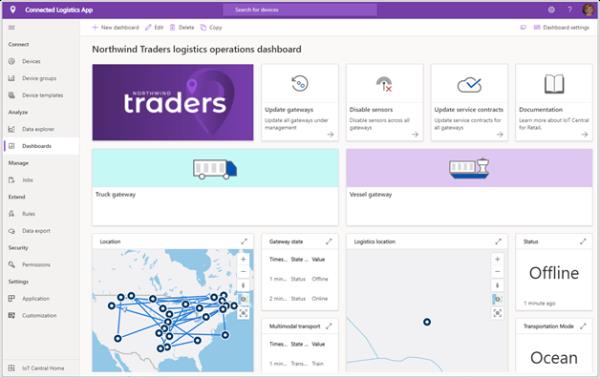 Connected Logistics App
Search for devices
?
+ New dashboard
Edit
Delete
Copy
Dashboard settings
Connect
Devices
Device groups
Device templates
Analyze
Data explorer
Dashboards
Manage
Jobs
Extend
Rules
Data export
Security
Permissions
Settings
Application
Customization
IoT Central Home
Northwind Traders logistics operations dashboard
NORTHWIND
traders
Update gateways
Update all gateways under
management
Disable sensors
Disable sensors across all
gateways
Update service contracts
Update service contracts for
all gateways
Documentation
Learn more about IoT Central
for Retail.
Truck gateway
Vessel gateway
Location
Gateway state
Times... State ... Value
1 min... Status Offline
2 min... Status Online
Multimodal transport
Times... State ... Value
1 min... Trans... Train
Logistics location
Status
Offline
1 minute ago
Transportation Mode
Ocean